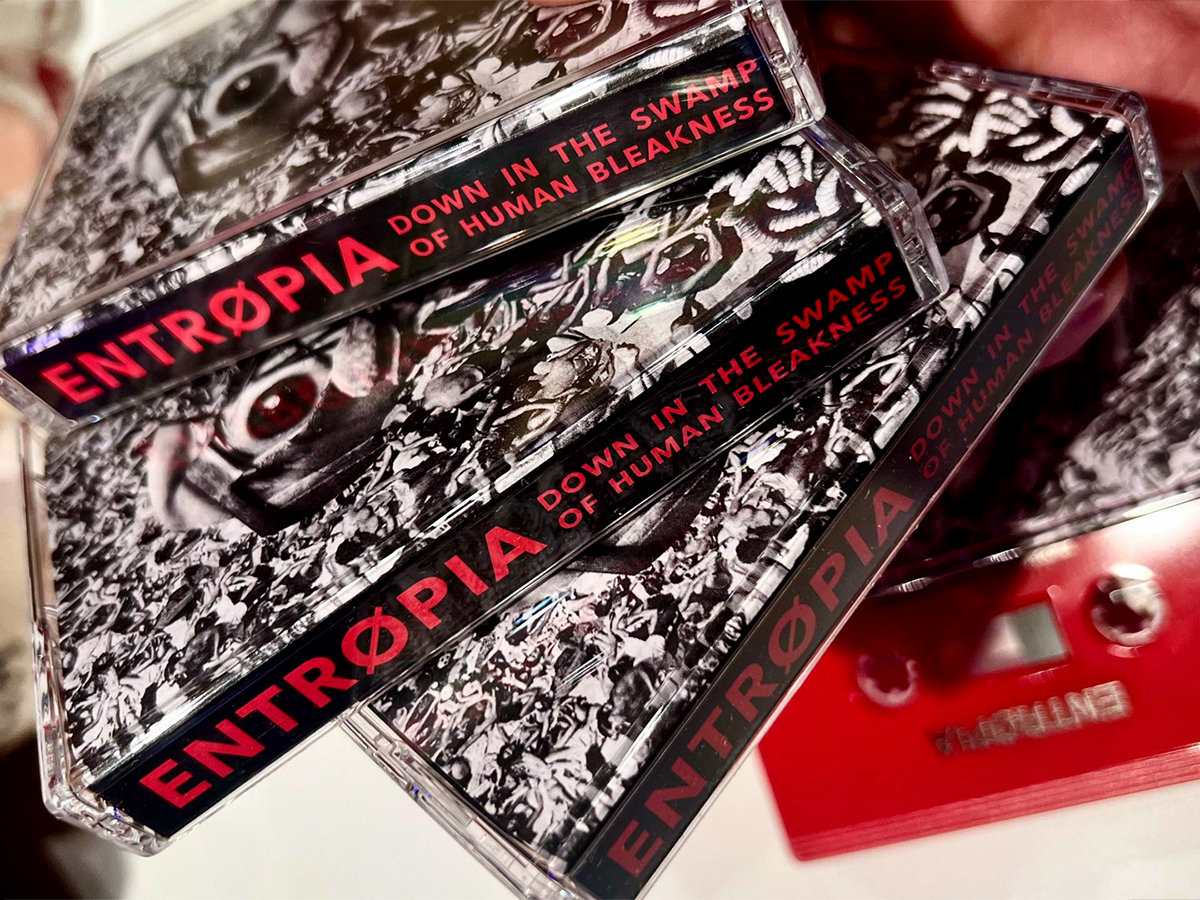 ENTRØPIA
DOWN IN THE SWAMP
OF HUMAN BLEAKNESS
ENTRØPIA
DOWN IN THE SWAMP
OF HUMAN BLEAKNESS
ENTRØPIA
DOWN IN THE SWAMP
OF HUMAN BLEAKNESS
ENTRØPIA